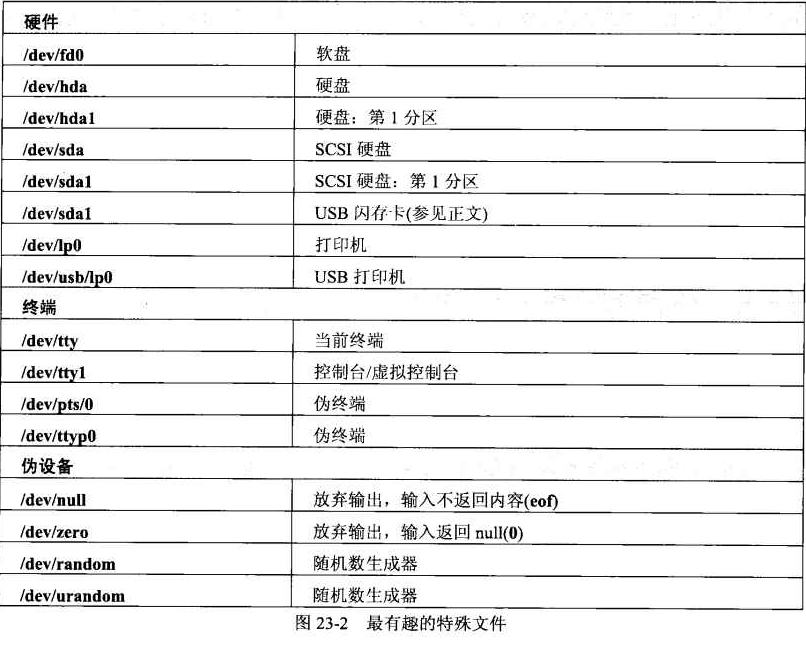 硬件
/dev/fd0 软盘
/dev/hda 硬盘
/dev/hda1 硬盘：第 1 分区
/dev/sda SCSI 硬盘
/dev/sda1 SCSI 硬盘：第 1 分区
/dev/sda1 USB 闪存卡(参见正文)
/dev/lp0 打印机
/dev/usb/lp0 USB 打印机
终端
/dev/tty 当前终端
/dev/tty1 控制台/虚拟控制台
/dev/pts/0 伪终端
/dev/ttyp0 伪终端
伪设备
/dev/null 放弃输出，输入不返回内容(eof)
/dev/zero 放弃输出，输入返回 null(0)
/dev/random 随机数生成器
/dev/urandom 随机数生成器
图 23-2 最有趣的特殊文件